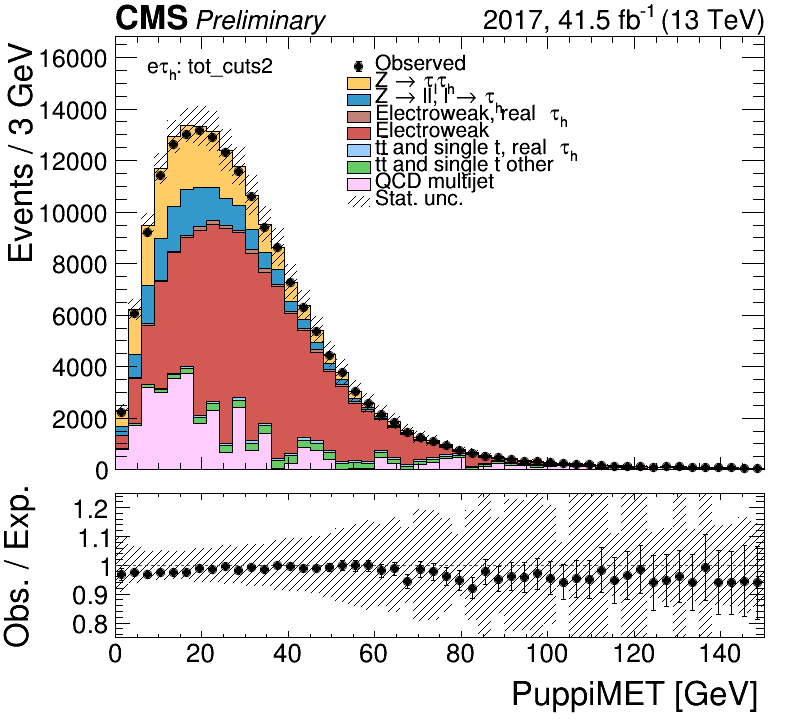 CMS Preliminary 2017, 41.5 fb⁻¹ (13 TeV)
Events / 3 GeV
16000
14000
12000
10000
8000
6000
4000
2000
0
eτh: tot_cuts2
Observed
Z → τlτh
Z → ll, l → τh
Electroweak, real τh
Electroweak
tt and single t, real τh
tt and single t other
QCD multijet
Stat. unc.
Obs. / Exp.
1.2
1.1
1
0.9
0.8
0 20 40 60 80 100 120 140
PuppiMET [GeV]